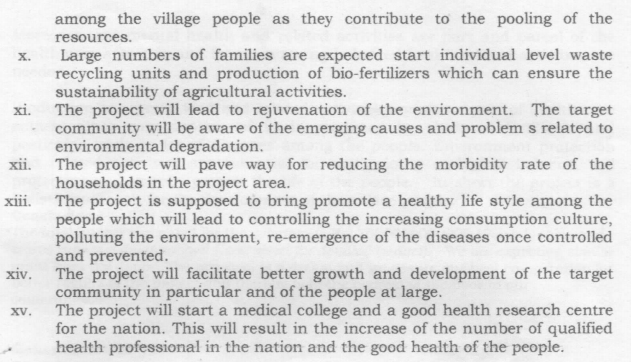 among the village people as they contribute to the pooling of the
resources.
x. Large numbers of families are expected start individual level waste
recycling units and production of bio-fertilizers which can ensure the
sustainability of agricultural activities.
xi. The project will lead to rejuvenation of the environment. The target
community will be aware of the emerging causes and problem s related to
environmental degradation.
xii. The project will pave way for reducing the morbidity rate of the
households in the project area.
xiii. The project is supposed to bring promote a healthy life style among the
people which will lead to controlling the increasing consumption culture,
polluting the environment, re-emergence of the diseases once controlled
and prevented.
xiv. The project will facilitate better growth and development of the target
community in particular and of the people at large.
xv. The project will start a medical college and a good health research centre
for the nation. This will result in the increase of the number of qualified
health professional in the nation and the good health of the people.